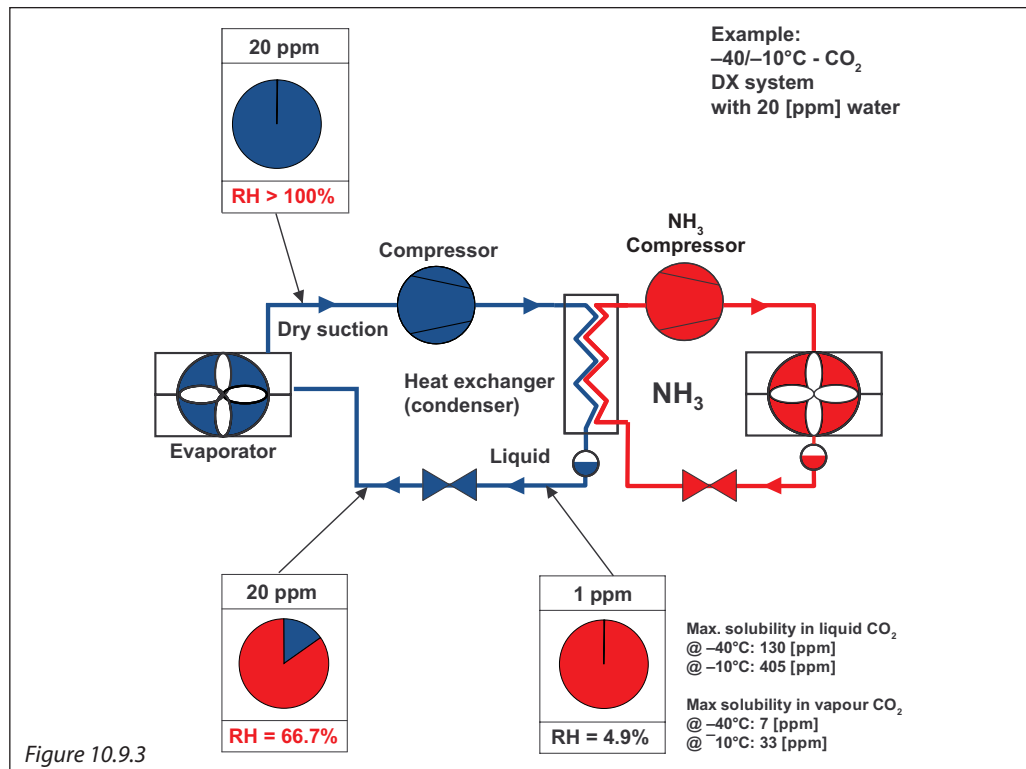 20 ppm
RH > 100%
Example:
–40/–10°C - CO₂
DX system
with 20 [ppm] water
Compressor
NH₃
Compressor
Dry suction
Heat exchanger
(condenser)
NH₃
Evaporator
Liquid
20 ppm
RH = 66.7%
1 ppm
RH = 4.9%
Max. solubility in liquid CO₂
@ –40°C: 130 [ppm]
@ –10°C: 405 [ppm]
Max solubility in vapour CO₂
@ –40°C: 7 [ppm]
@ ¯10°C: 33 [ppm]
Figure 10.9.3